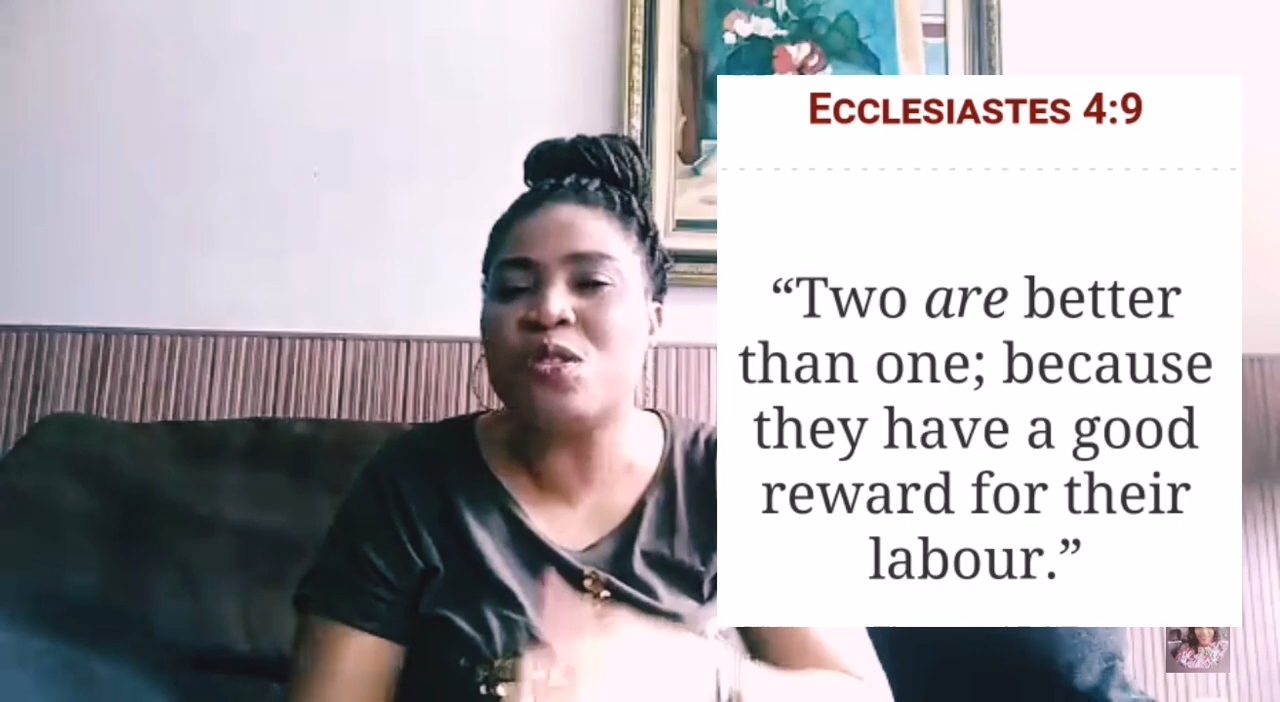 ECCLESIASTES 4:9
“Two are better
than one; because
they have a good
reward for their
labour.”